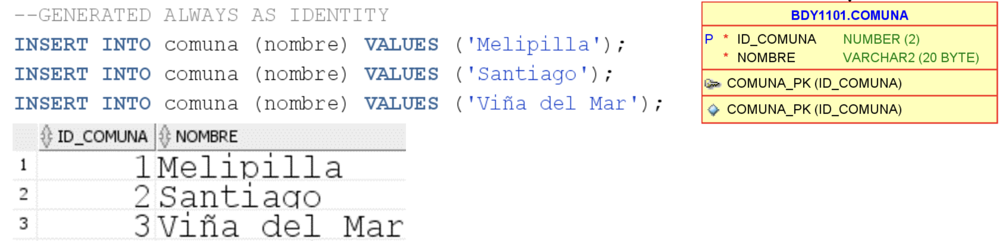 --GENERATED ALWAYS AS IDENTITY
INSERT INTO comuna (nombre) VALUES ('Melipilla');
INSERT INTO comuna (nombre) VALUES ('Santiago');
INSERT INTO comuna (nombre) VALUES ('Viña del Mar');
BDY1101.COMUNA
P * ID_COMUNA NUMBER (2)
* NOMBRE VARCHAR2 (20 BYTE)
COMUNA_PK (ID_COMUNA)
COMUNA_PK (ID_COMUNA)
ID_COMUNA NOMBRE
1 1 Melipilla
2 2 Santiago
3 3 Viña del Mar